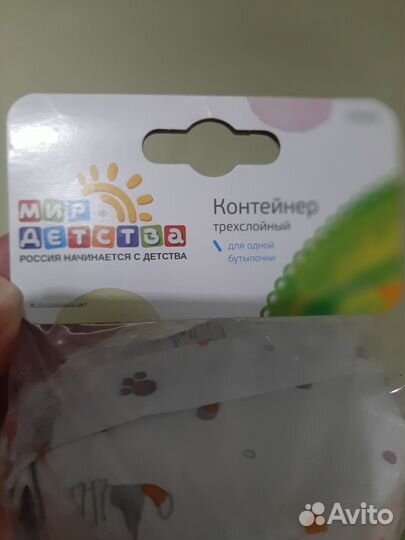 МИР
ДЕТСТВА
®
РОССИЯ НАЧИНАЕТСЯ С ДЕТСТВА
Контейнер
трехслойный
для одной
бутылочки
Avito